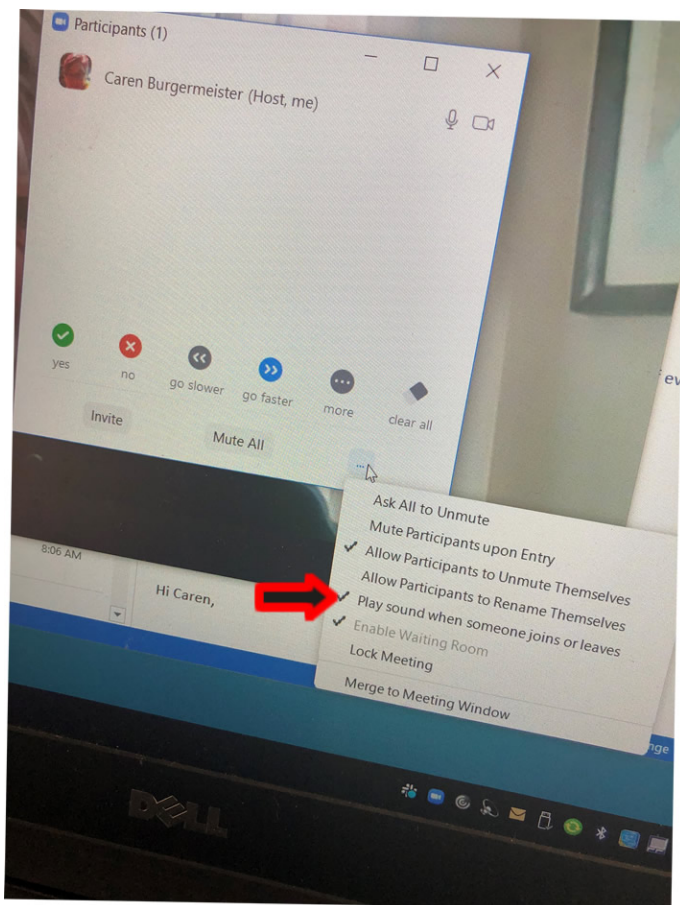 Participants (1)
Caren Burgermeister (Host, me)
yes
no
go slower
go faster
more
clear all
Invite
Mute All
...
Ask All to Unmute
Mute Participants upon Entry
Allow Participants to Unmute Themselves
Allow Participants to Rename Themselves
Play sound when someone joins or leaves
Enable Waiting Room
Lock Meeting
Merge to Meeting Window
8:06 AM
Hi Caren,
DELL